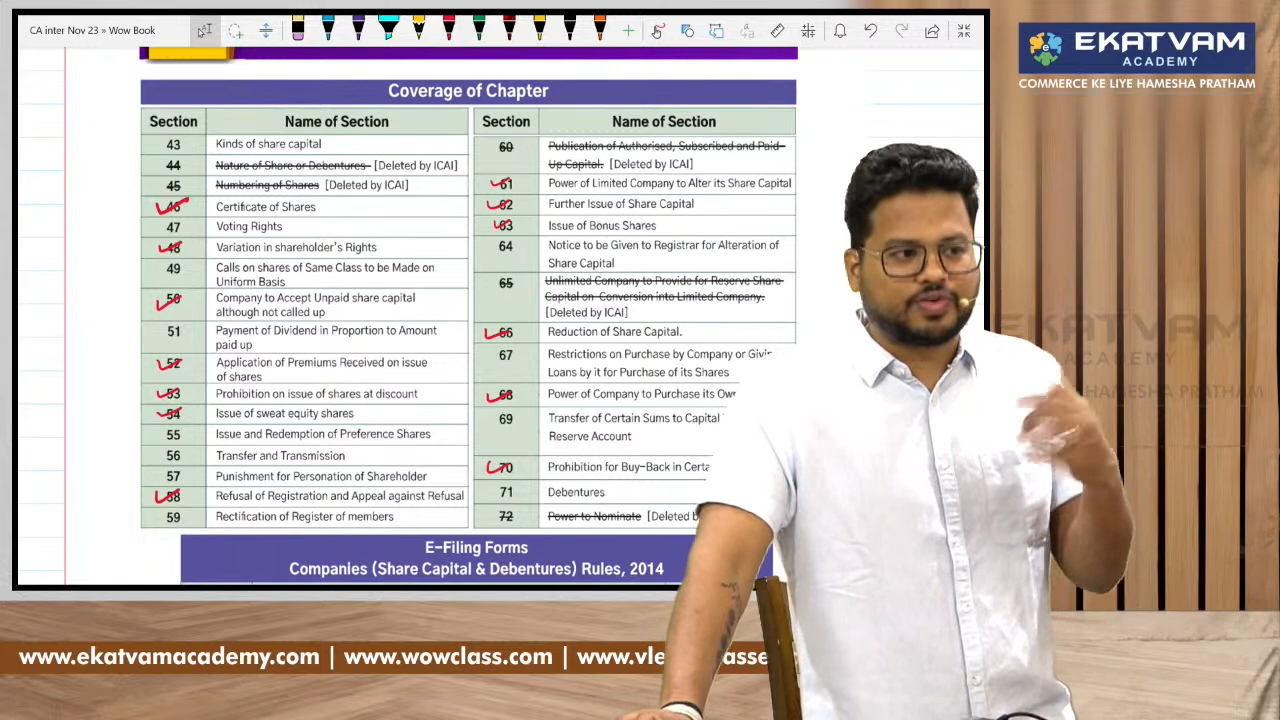 CA inter Nov 23 » Wow Book
EKATVAM
ACADEMY
COMMERCE KE LIYE HAMESHA PRATHAM
Coverage of Chapter
Section Name of Section
43 Kinds of share capital
44 Nature of Share or Debentures [Deleted by ICAI]
45 Numbering of Shares [Deleted by ICAI]
46 Certificate of Shares
47 Voting Rights
48 Variation in shareholder's Rights
49 Calls on shares of Same Class to be Made on
Uniform Basis
50 Company to Accept Unpaid share capital
although not called up
51 Payment of Dividend in Proportion to Amount
paid up
52 Application of Premiums Received on issue
of shares
53 Prohibition on issue of shares at discount
54 Issue of sweat equity shares
55 Issue and Redemption of Preference Shares
56 Transfer and Transmission
57 Punishment for Personation of Shareholder
58 Refusal of Registration and Appeal against Refusal
59 Rectification of Register of members
Section Name of Section
60 Publication of Authorised, Subscribed and Paid-
Up Capital. [Deleted by ICAI]
61 Power of Limited Company to Alter its Share Capital
62 Further Issue of Share Capital
63 Issue of Bonus Shares
64 Notice to be Given to Registrar for Alteration of
Share Capital
65 Unlimited Company to Provide for Reserve Share
Capital on Conversion into Limited Company.
[Deleted by ICAI]
66 Reduction of Share Capital.
67 Restrictions on Purchase by Company or
Loans by it for Purchase of its Shares
68 Power of Company to Purchase its
69 Transfer of Certain Sums to Capital
Reserve Account
70 Prohibition for Buy-Back in
71 Debentures
72 Power to Nominate [Deleted
E-Filing Forms
Companies (Share Capital & Debentures) Rules, 2014
EKATVAM
ACADEMY
HAMESHA PRATHAM
www.ekatvamacademy.com | www.wowclass.com |